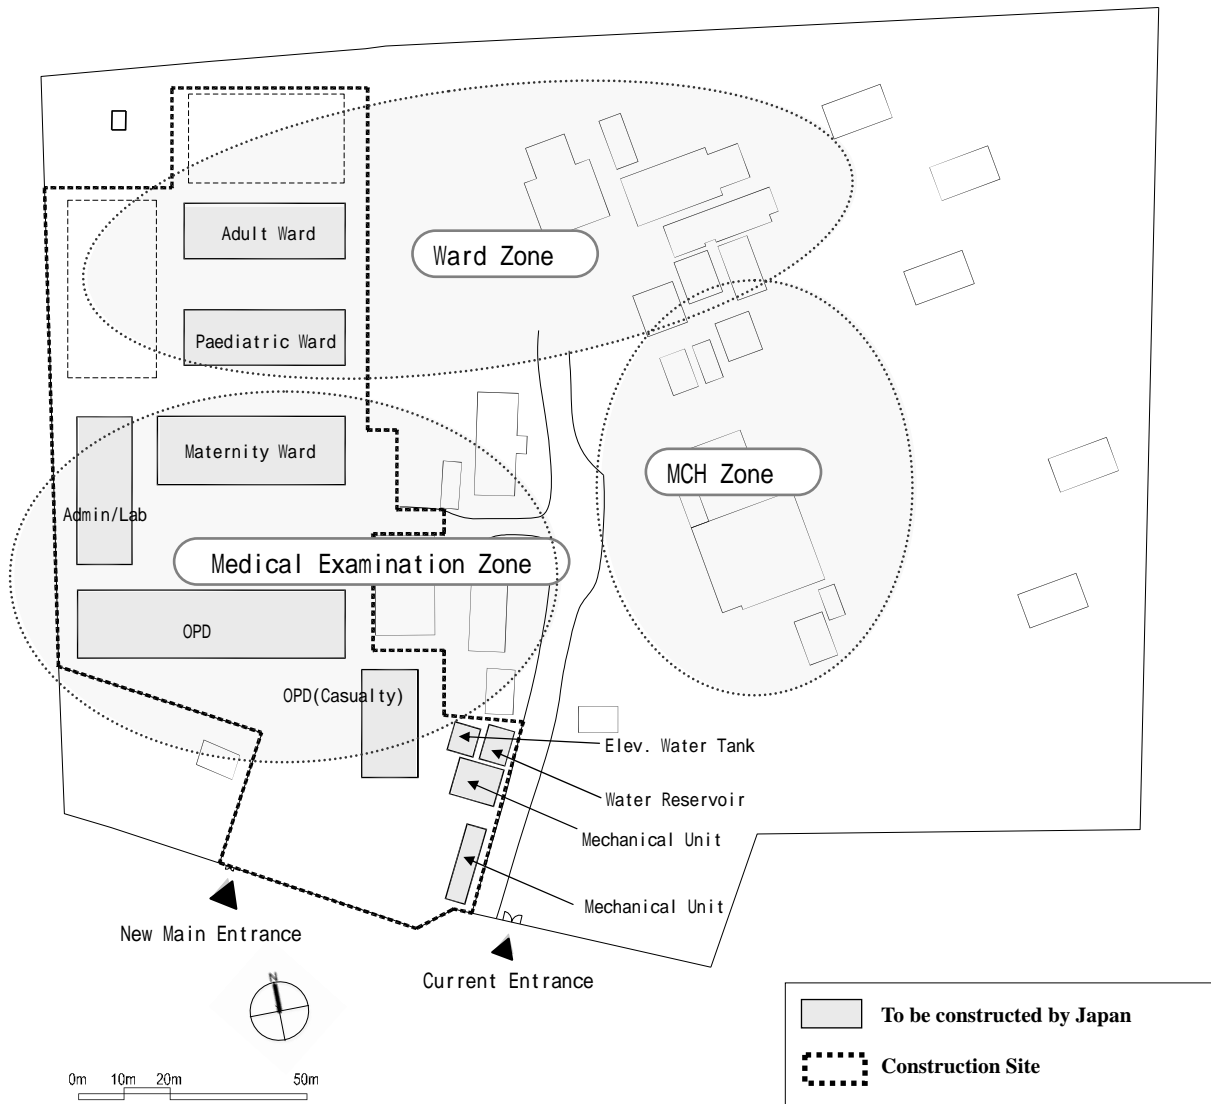 Adult Ward
Ward Zone
Paediatric Ward
Maternity Ward
MCH Zone
Admin/Lab
Medical Examination Zone
OPD
OPD(Casualty)
Elev. Water Tank
Water Reservoir
Mechanical Unit
Mechanical Unit
New Main Entrance
Current Entrance
N
To be constructed by Japan
Construction Site
0m 10m 20m 50m